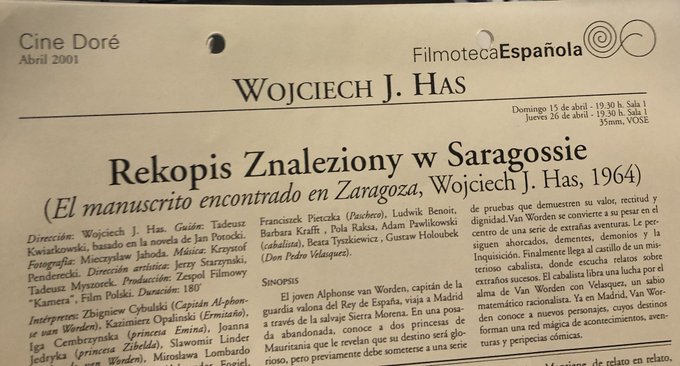 Cine Doré
Abril 2001
FilmotecaEspañola
WOJCIECH J. HAS
Domingo 15 de abril - 19.30 h. Sala 1
Jueves 26 de abril - 19.30 h. Sala 1
35mm, VOSE
Rekopis Znaleziony w Saragossie
(El manuscrito encontrado en Zaragoza, Wojciech J. Has, 1964)
Dirección: Wojciech J. Has. Guión: Tadeusz
Kwiatkowski, basado en la novela de Jan Potocki.
Fotografía: Mieczyslaw Jahoda. Música: Krzystof
Penderecki. Dirección artística: Jerzy Starzynski,
Tadeusz Myszorek. Producción: Zespol Filmowy
"Kamera", Film Polski. Duración: 180'
Intérpretes: Zbigniew Cybulski (Capitán Al-phon-
se van Worden), Kazimierz Opalinski (Ermitaño),
Iga Cembrzynska (princesa Emina), Joanna
Jedryka (princesa Zibelda), Slawomir Linder
van Worden), Miroslawa Lombardo
Franciszek Pietczka (Pascheco), Ludwik Benoit,
Barbara Krafft , Pola Raksa, Adam Pawlikowski
(cabalista), Beata Tyszkiewicz , Gustaw Holoubek
(Don Pedro Velasquez).
SINOPSIS
El joven Alphonse van Worden, capitán de la
guardia valona del Rey de España, viaja a Madrid
a través de la salvaje Sierra Morena. En una posa-
da abandonada, conoce a dos princesas de
Mauritania que le revelan que su destino será glo-
rioso, pero previamente debe someterse a una serie
de pruebas que demuestren su valor, rectitud y
dignidad.Van Worden se convierte a su pesar en el
centro de una serie de extrañas aventuras. Le per-
siguen ahorcados, dementes, demonios y la
Inquisición. Finalmente llega al castillo de un mis-
terioso cabalista, donde escucha relatos sobre
extraños sucesos. El cabalista libra una lucha por el
alma de Van Worden con Velasquez, un sabio
matemático racionalista. Ya en Madrid, Van Wor-
den conoce a nuevos personajes, cuyos destinos
forman una red mágica de acontecimientos, aven-
turas y peripecias cómicas.
de relato en relato,